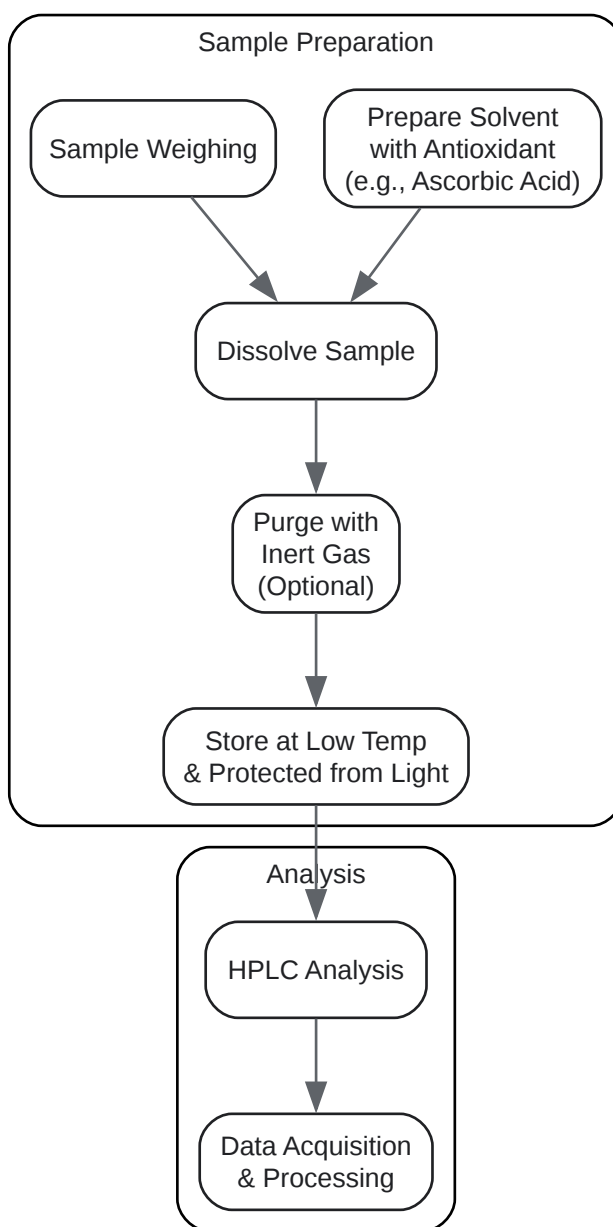 Sample Preparation
Sample Weighing
Prepare Solvent
with Antioxidant
(e.g., Ascorbic Acid)
Dissolve Sample
Purge with
Inert Gas
(Optional)
Store at Low Temp
& Protected from Light
Analysis
HPLC Analysis
Data Acquisition
& Processing